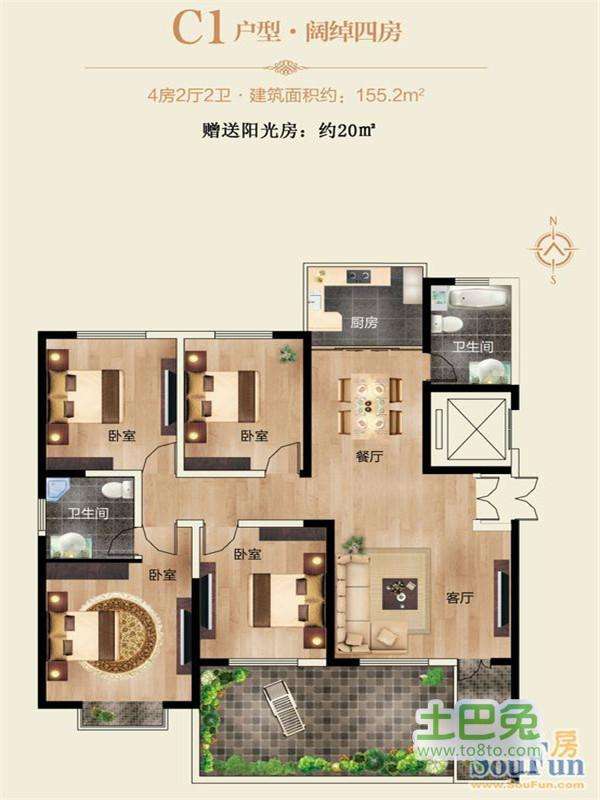 C1户型·阔绰四房
4房2厅2卫·建筑面积约：155.2m²
赠送阳光房：约20㎡
N
S
厨房
卫生间
卧室
卧室
餐厅
卫生间
卧室
卧室
客厅
土巴兔
www.to8to.com
房
SouFun
www.SouFun.com